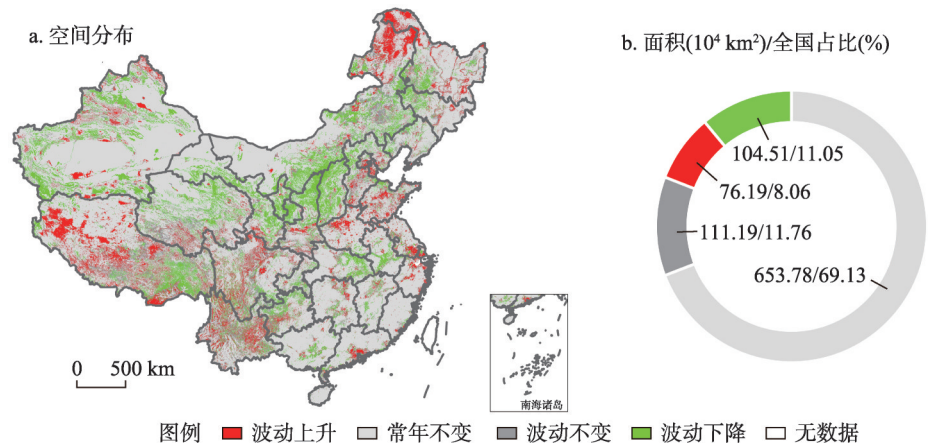 a. 空间分布
b. 面积(10⁴ km²)/全国占比(%)
104.51/11.05
76.19/8.06
111.19/11.76
653.78/69.13
0 500 km
南海诸岛
图例 波动上升 常年不变 波动不变 波动下降 无数据